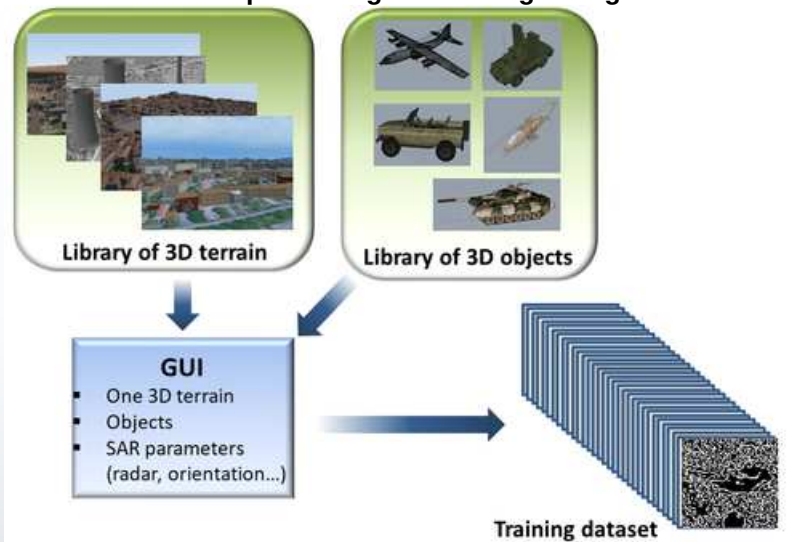 Library of 3D terrain
Library of 3D objects
GUI
▪ One 3D terrain
▪ Objects
▪ SAR parameters
(radar, orientation...)
Training dataset